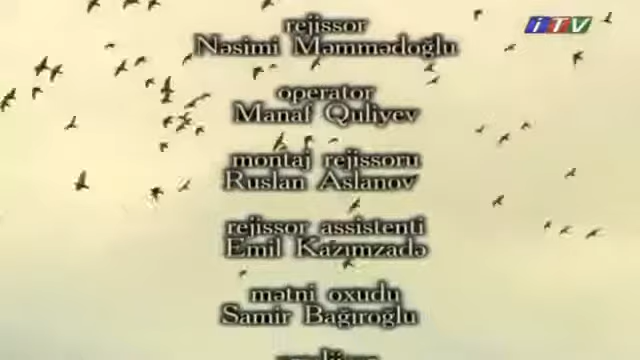 rejissor
Nəsimi Məmmədoğlu
İTV
operator
Manaf Quliyev
montaj rejissoru
Ruslan Aslanov
rejissor assistenti
Emil Kazımzadə
mətni oxudu
Samir Bağıroğlu